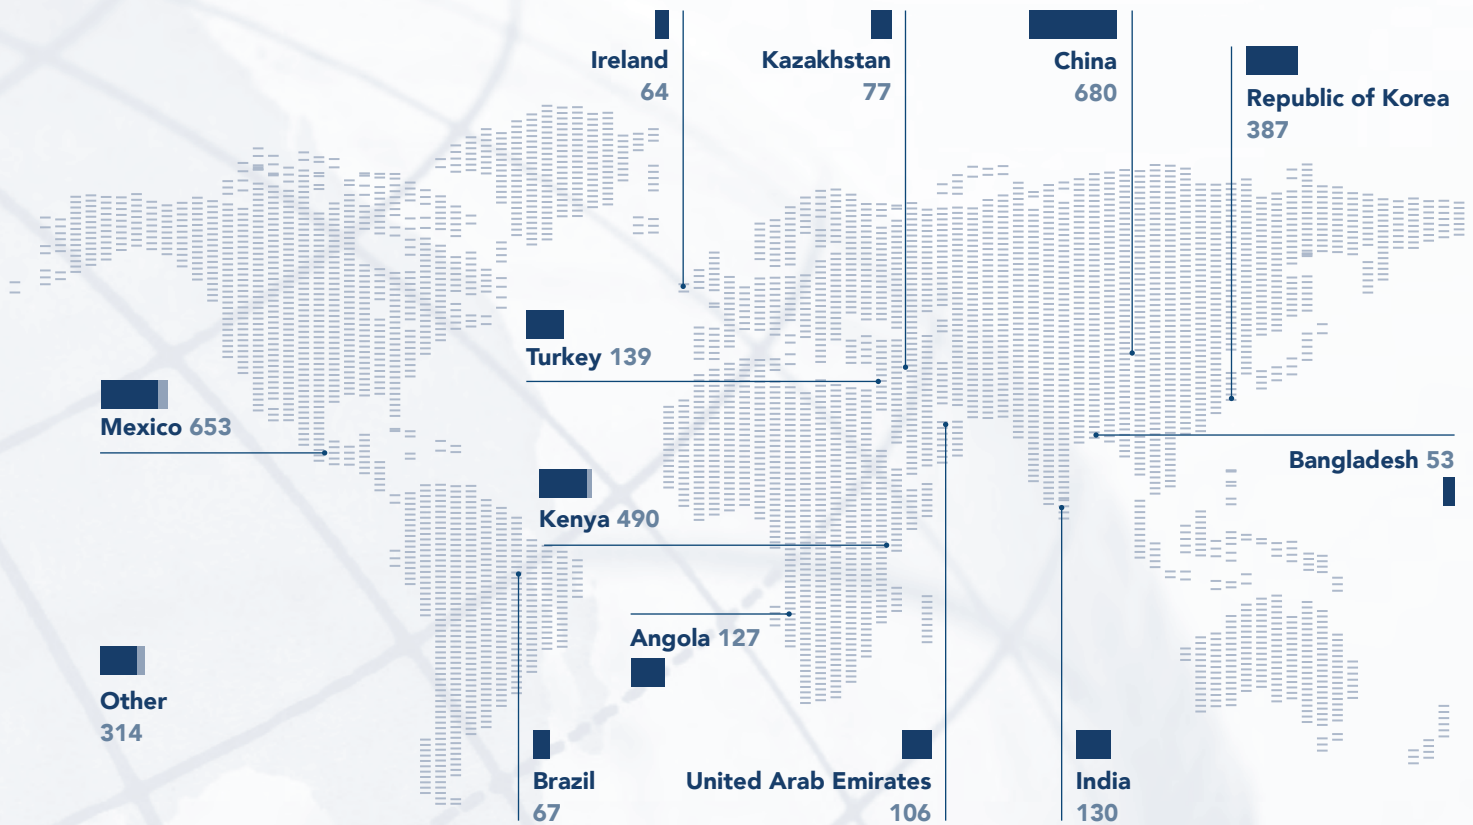 Ireland
64
Kazakhstan
77
China
680
Republic of Korea
387
Turkey 139
Mexico 653
Bangladesh 53
Kenya 490
Angola 127
Other
314
Brazil
67
United Arab Emirates
106
India
130